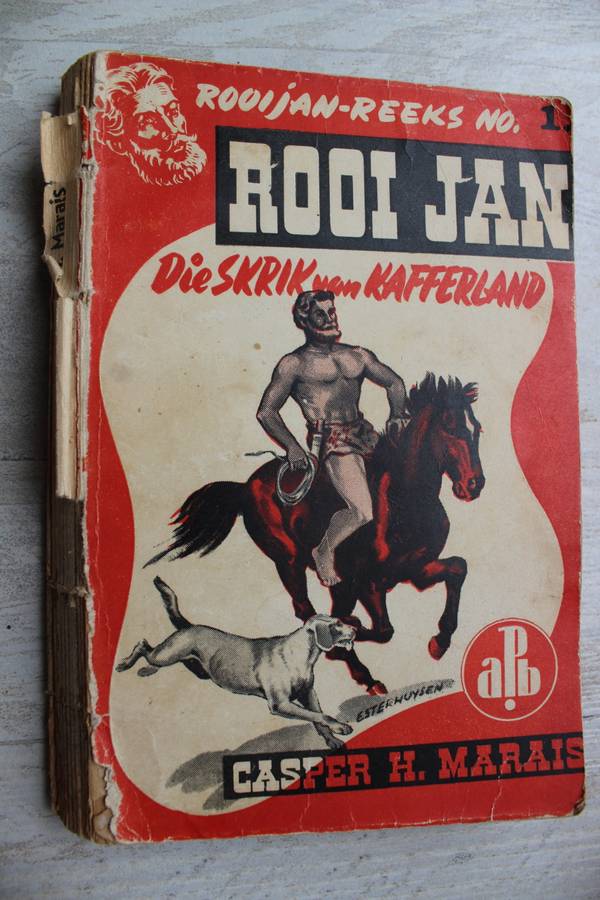 ROOIJAN-REEKS NO. 1.
ROOI JAN
Die SKRIK van KAFFERLAND
Marais
ESTERHUYSEN
aPb
CASPER H. MARAIS